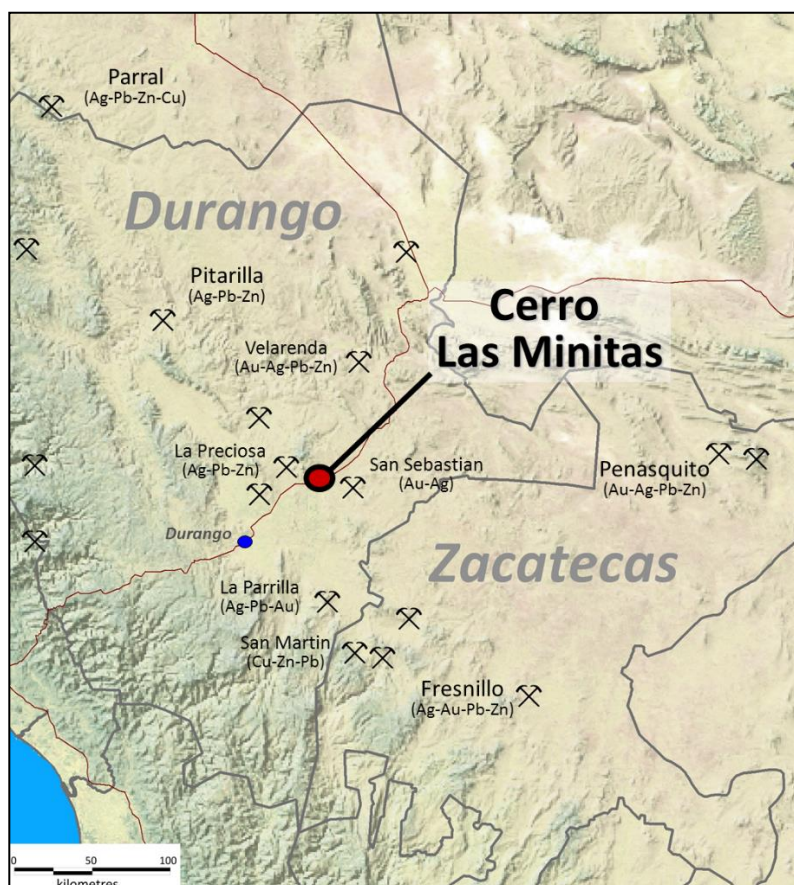 Parral
(Ag-Pb-Zn-Cu)
Durango
Pitarilla
(Ag-Pb-Zn)
Cerro
Las Minitas
Velarenda
(Au-Ag-Pb-Zn)
La Preciosa
(Ag-Pb-Zn)
San Sebastian
(Au-Ag)
Penasquito
(Au-Ag-Pb-Zn)
Durango
Zacatecas
La Parrilla
(Ag-Pb-Au)
San Martin
(Cu-Zn-Pb)
Fresnillo
(Ag-Au-Pb-Zn)
0 50 100
kilometres